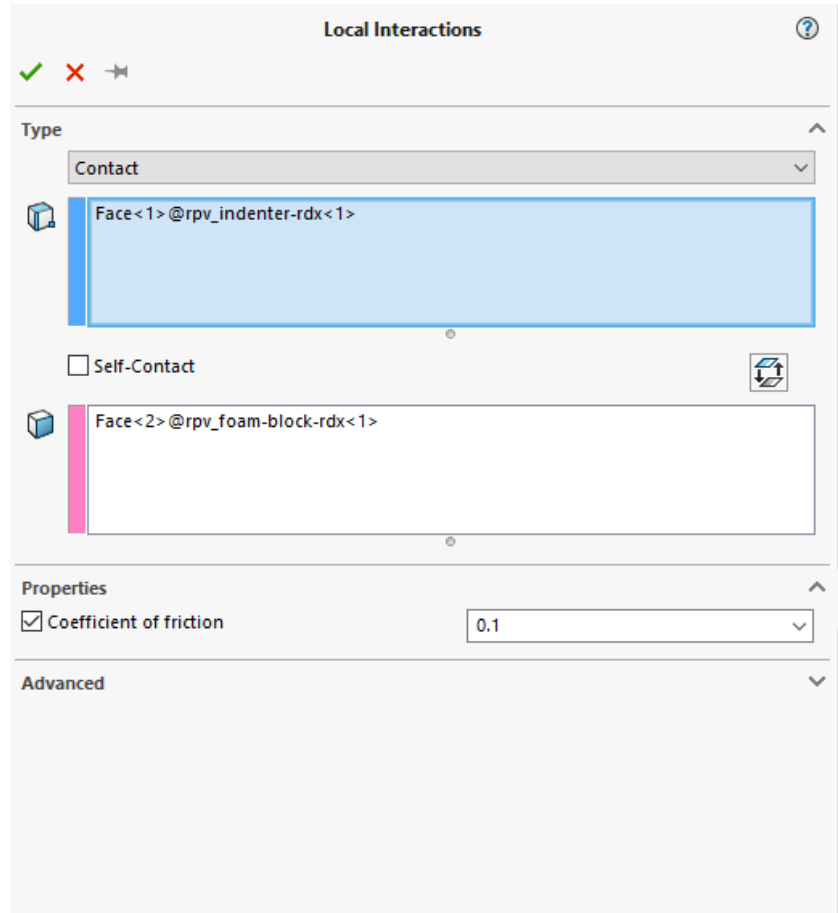 Local Interactions
?
Type
Contact
Face<1>@rpv_indenter-rdx<1>
Self-Contact
Face<2>@rpv_foam-block-rdx<1>
Properties
Coefficient of friction
0.1
Advanced